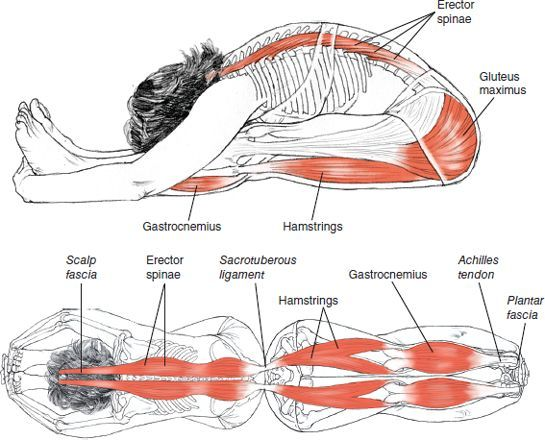 Erector
spinae
Gluteus
maximus
Gastrocnemius
Hamstrings
Scalp
fascia
Erector
spinae
Sacrotuberous
ligament
Hamstrings
Gastrocnemius
Achilles
tendon
Plantar
fascia